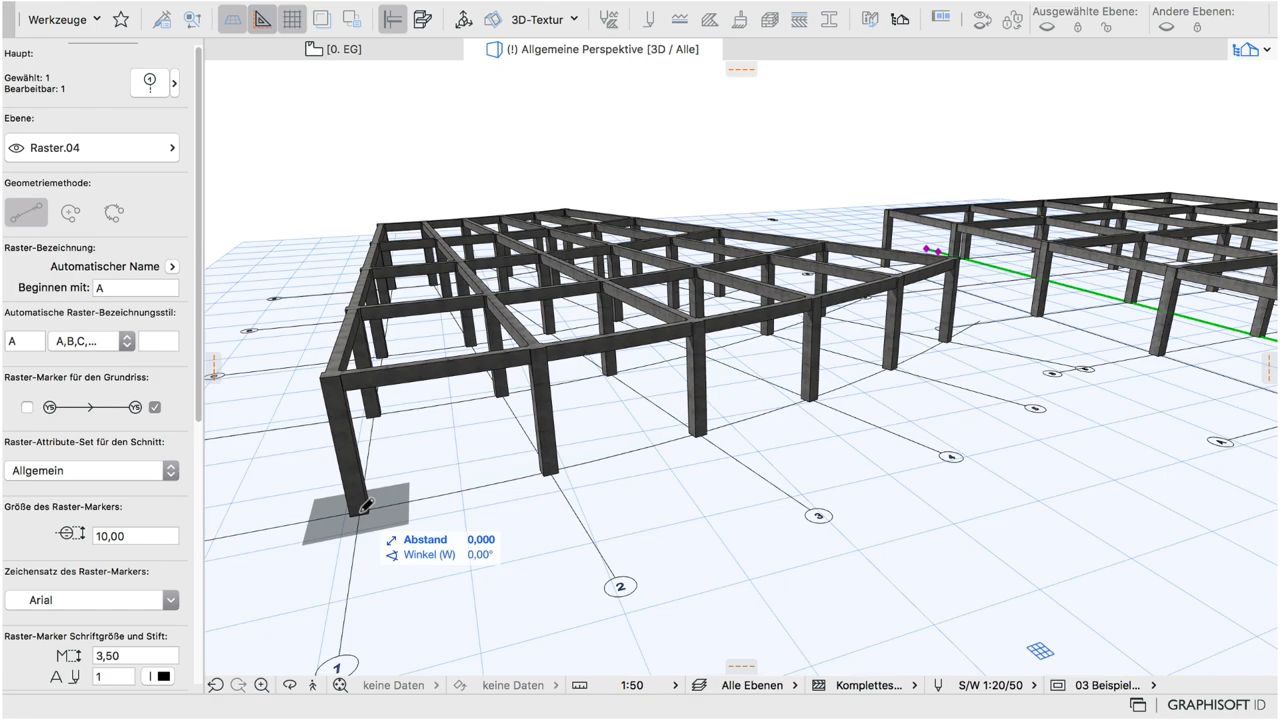 Werkzeuge
3D-Textur
Ausgewählte Ebene:
Andere Ebenen:
Haupt:
Gewählt: 1
Bearbeitbar: 1
Ebene:
Raster.04
Geometriemethode:
Raster-Bezeichnung:
Automatischer Name
Beginnen mit: A
Automatische Raster-Bezeichnungsstil:
A
A,B,C,...
Raster-Marker für den Grundriss:
Raster-Attribute-Set für den Schnitt:
Allgemein
Größe des Raster-Markers:
10,00
Zeichensatz des Raster-Markers:
Arial
Raster-Marker Schriftgröße und Stift:
3,50
1
[0. EG]
(!) Allgemeine Perspektive [3D / Alle]
Abstand 0,000
Winkel (W) 0,00°
1
2
3
4
A
keine Daten
keine Daten
1:50
Alle Ebenen
Komplettes...
S/W 1:20/50
03 Beispiel...
GRAPHISOFT ID